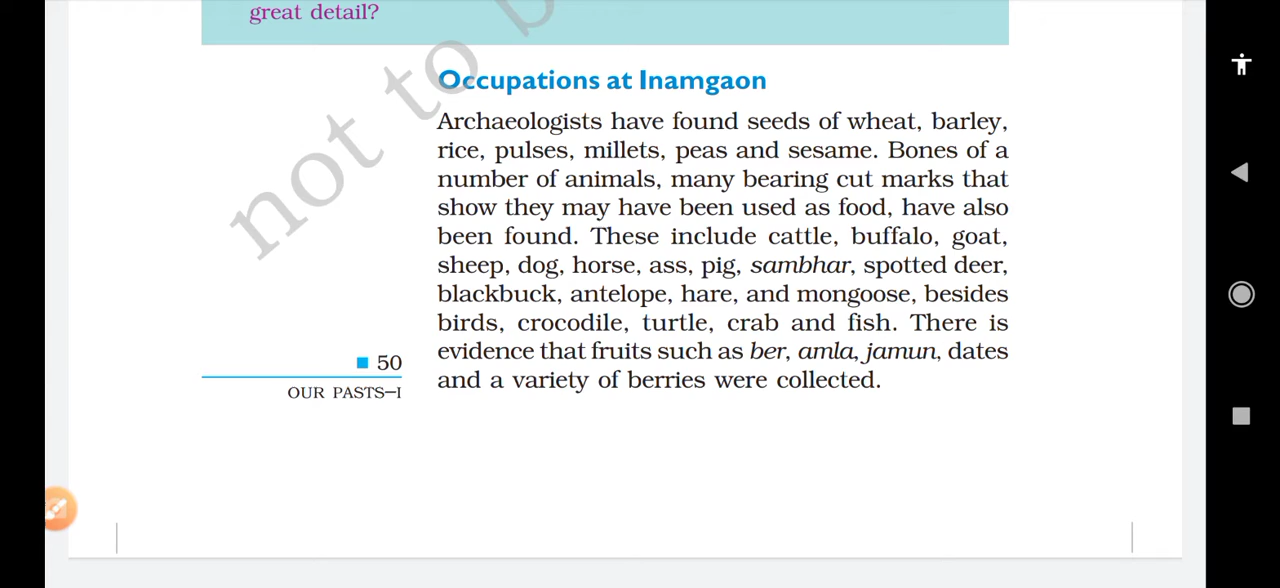 great detail?
Occupations at Inamgaon
Archaeologists have found seeds of wheat, barley,
rice, pulses, millets, peas and sesame. Bones of a
number of animals, many bearing cut marks that
show they may have been used as food, have also
been found. These include cattle, buffalo, goat,
sheep, dog, horse, ass, pig, sambhar, spotted deer,
blackbuck, antelope, hare, and mongoose, besides
birds, crocodile, turtle, crab and fish. There is
evidence that fruits such as ber, amla, jamun, dates
and a variety of berries were collected.
■ 50
OUR PASTS—I
not to b